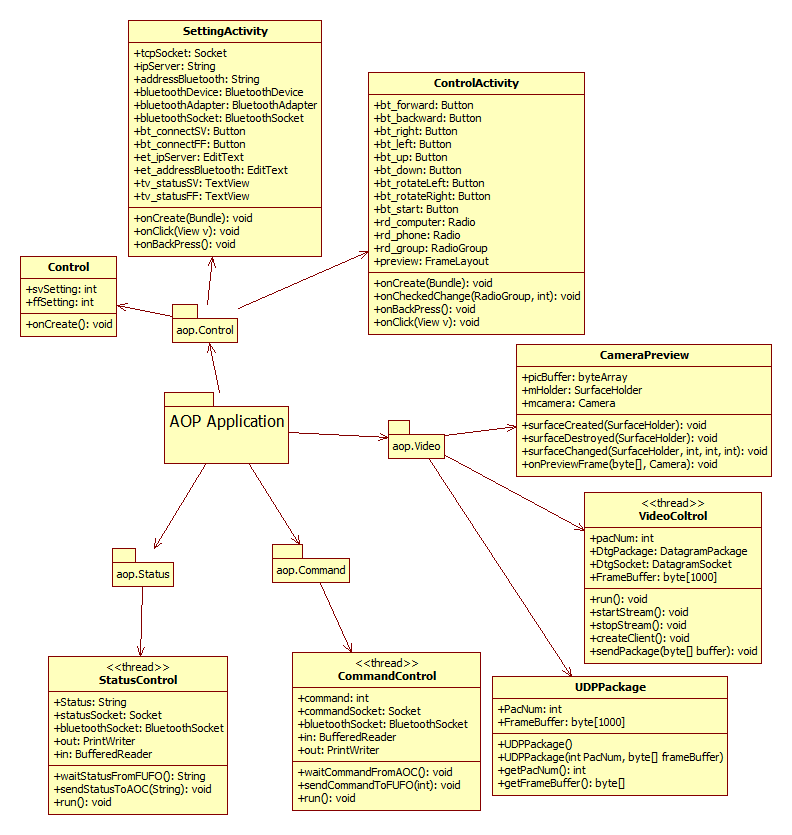 SettingActivity
+tcpSocket: Socket
+ipServer: String
+addressBluetooth: String
+bluetoothDevice: BluetoothDevice
+bluetoothAdapter: BluetoothAdapter
+bluetoothSocket: BluetoothSocket
+bt_connectSV: Button
+bt_connectFF: Button
+et_ipServer: EditText
+et_addressBluetooth: EditText
+tv_statusSV: TextView
+tv_statusFF: TextView
+onCreate(Bundle): void
+onClick(View v): void
+onBackPress(): void
ControlActivity
+bt_forward: Button
+bt_backward: Button
+bt_right: Button
+bt_left: Button
+bt_up: Button
+bt_down: Button
+bt_rotateLeft: Button
+bt_rotateRight: Button
+bt_start: Button
+rd_computer: Radio
+rd_phone: Radio
+rd_group: RadioGroup
+preview: FrameLayout
+onCreate(Bundle): void
+onCheckedChange(RadioGroup, int): void
+onBackPress(): void
+onClick(View v): void
Control
+svSetting: int
+ffSetting: int
+onCreate(): void
aop.Control
AOP Application
aop.Video
CameraPreview
+picBuffer: byteArray
+mHolder: SurfaceHolder
+mcamera: Camera
+surfaceCreated(SurfaceHolder): void
+surfaceDestroyed(SurfaceHolder): void
+surfaceChanged(SurfaceHolder, int, int, int): void
+onPreviewFrame(byte[], Camera): void
<<thread>>
VideoColtrol
+pacNum: int
+DtgPackage: DatagramPackage
+DtgSocket: DatagramSocket
+FrameBuffer: byte[1000]
+run(): void
+startStream(): void
+stopStream(): void
+createClient(): void
+sendPackage(byte[] buffer): void
aop.Status
aop.Command
<<thread>>
StatusControl
+Status: String
+statusSocket: Socket
+bluetoothSocket: BluetoothSocket
+out: PrintWriter
+in: BufferedReader
+waitStatusFromFUFO(): String
+sendStatusToAOC(String): void
+run(): void
<<thread>>
CommandControl
+command: int
+commandSocket: Socket
+bluetoothSocket: BluetoothSocket
+in: BufferedReader
+out: PrintWriter
+waitCommandFromAOC(): void
+sendCommandToFUFO(int): void
+run(): void
UDPPackage
+PacNum: int
+FrameBuffer: byte[1000]
+UDPPackage()
+UDPPackage(int PacNum, byte[] frameBuffer)
+getPacNum(): int
+getFrameBuffer(): byte[]